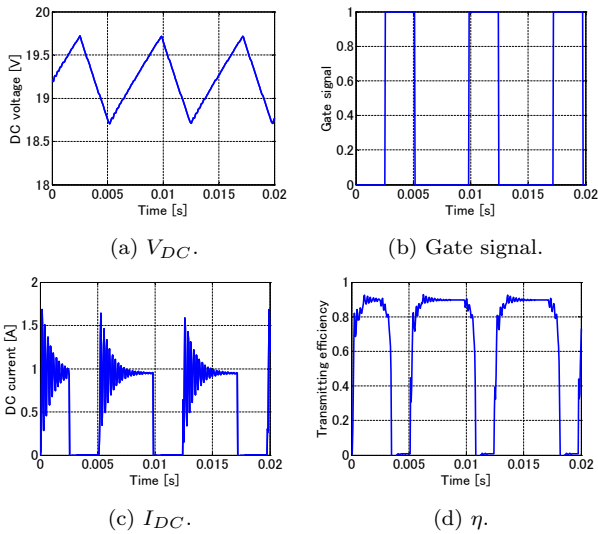 20
19.5
19
18.5
18
DC voltage [V]
0 0.005 0.01 0.015 0.02
Time [s]
(a) V_{DC}.
1
0.8
0.6
0.4
0.2
0
Gate signal
0 0.005 0.01 0.015 0.02
Time [s]
(b) Gate signal.
2
1.5
1
0.5
0
DC current [A]
0 0.005 0.01 0.015 0.02
Time [s]
(c) I_{DC}.
1
0.8
0.6
0.4
0.2
0
Transmitting efficiency
0 0.005 0.01 0.015 0.02
Time [s]
(d) η.